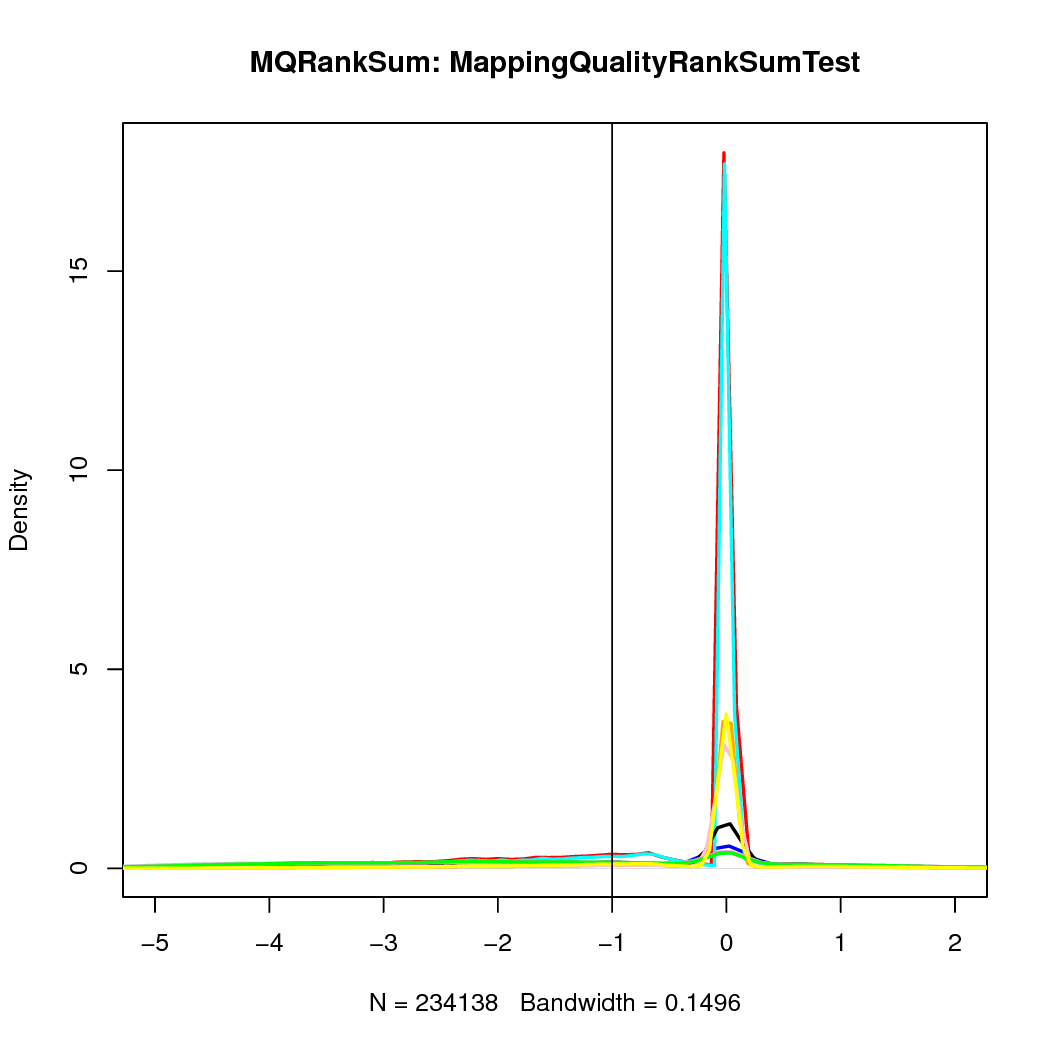 MQRankSum: MappingQualityRankSumTest
Density
15
10
5
0
−5 −4 −3 −2 −1 0 1 2
N = 234138 Bandwidth = 0.1496